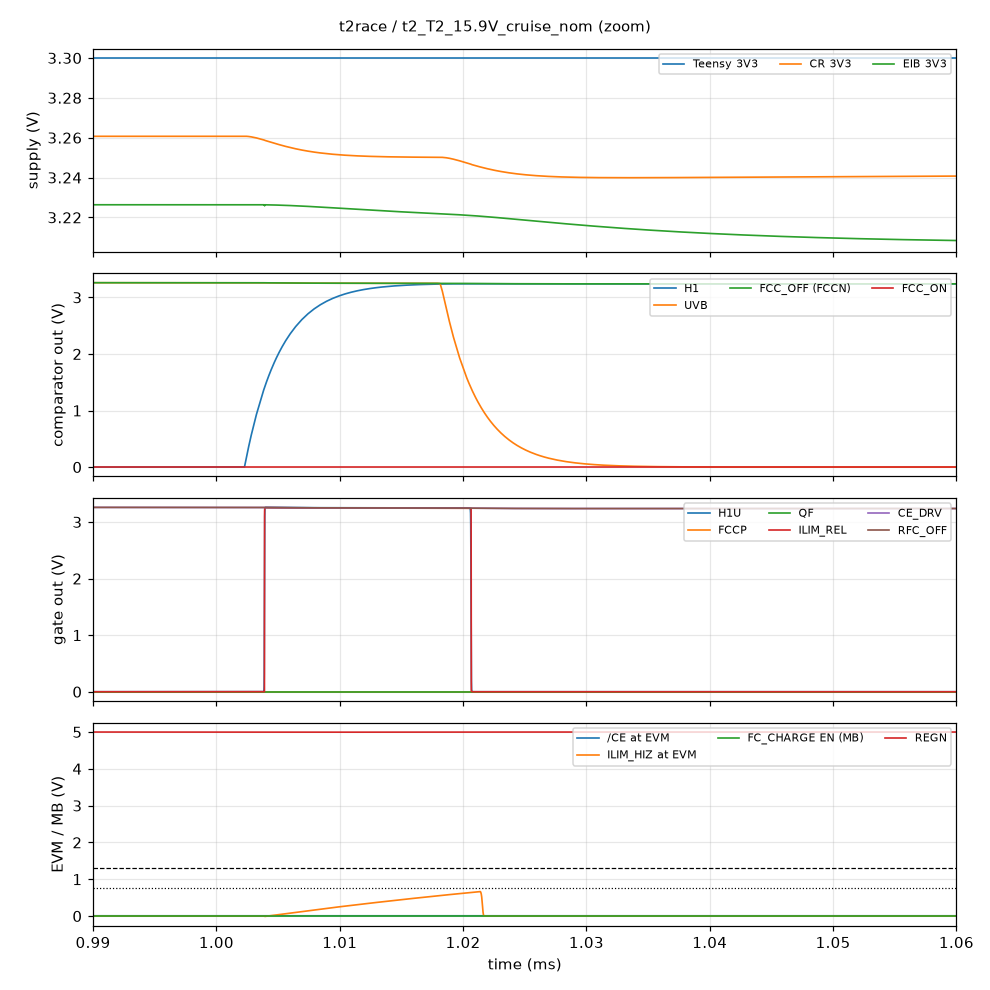 t2race / t2_T2_15.9V_cruise_nom (zoom)
supply (V)
3.30
3.28
3.26
3.24
3.22
Teensy 3V3
CR 3V3
EIB 3V3
comparator out (V)
3
2
1
0
H1
UVB
FCC_OFF (FCCN)
FCC_ON
gate out (V)
3
2
1
0
H1U
FCCP
QF
ILIM_REL
CE_DRV
RFC_OFF
EVM / MB (V)
5
4
3
2
1
0
/CE at EVM
ILIM_HIZ at EVM
FC_CHARGE EN (MB)
REGN
0.99
1.00
1.01
1.02
1.03
1.04
1.05
1.06
time (ms)